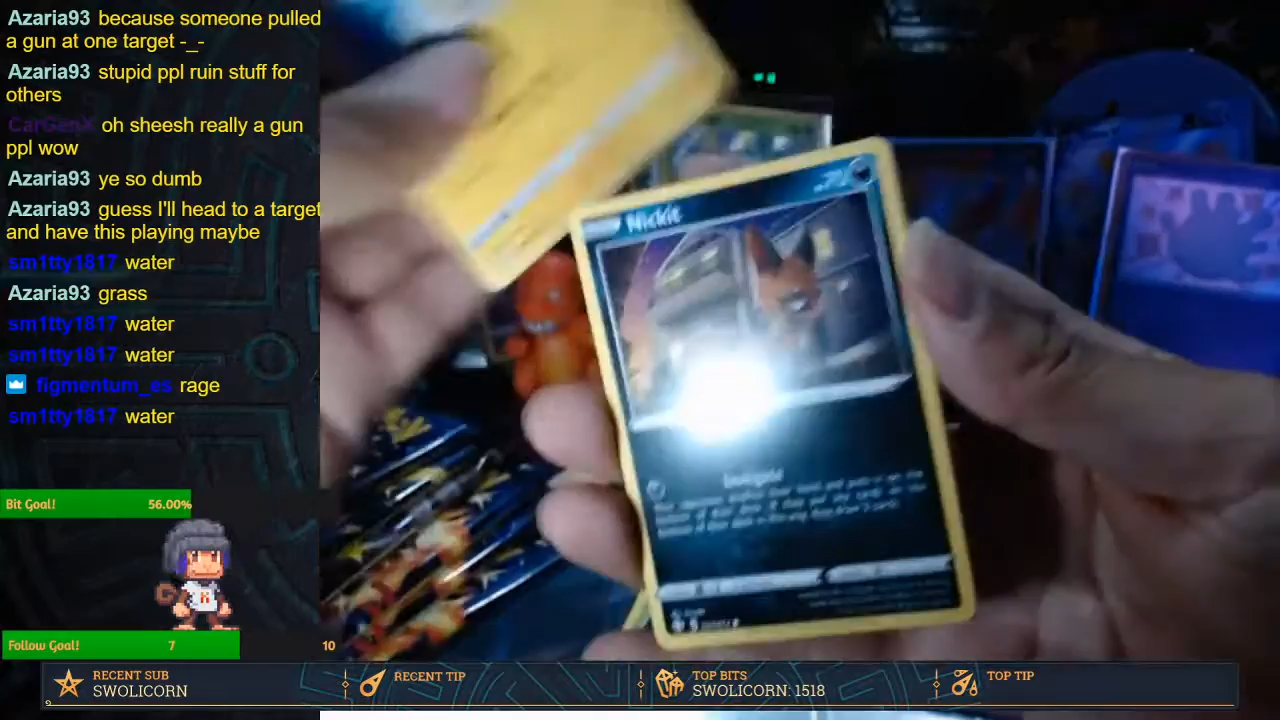 Azaria93 because someone pulled
a gun at one target -_-
Azaria93 stupid ppl ruin stuff for
others
CarGenX oh sheesh really a gun
ppl wow
Azaria93 ye so dumb
Azaria93 guess I'll head to a target
and have this playing maybe
sm1tty1817 water
Azaria93 grass
sm1tty1817 water
sm1tty1817 water
figmentum_es rage
sm1tty1817 water
Nickit
Bit Goal! 56.00%
Follow Goal! 7 10
RECENT SUB
SWOLICORN
RECENT TIP
TOP BITS
SWOLICORN: 1518
TOP TIP